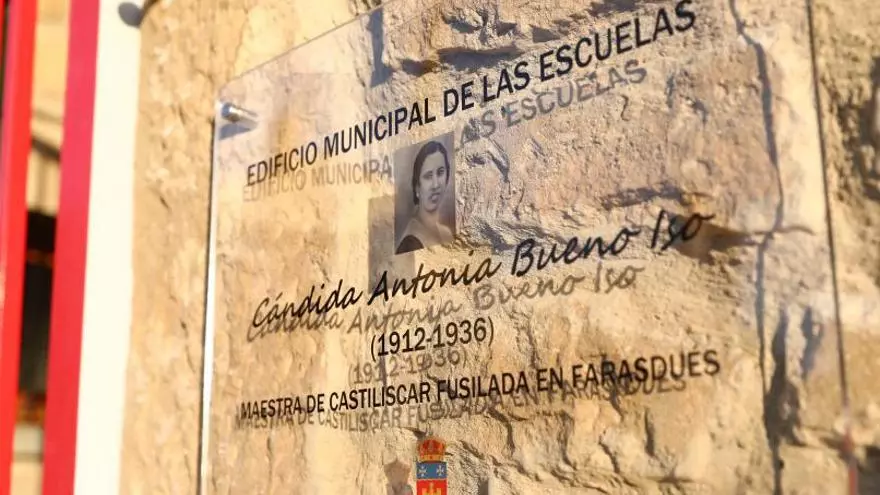 EDIFICIO MUNICIPAL DE LAS ESCUELAS
Cándida Antonia Bueno Iso
(1912-1936)
MAESTRA DE CASTILISCAR FUSILADA EN FARASDUES